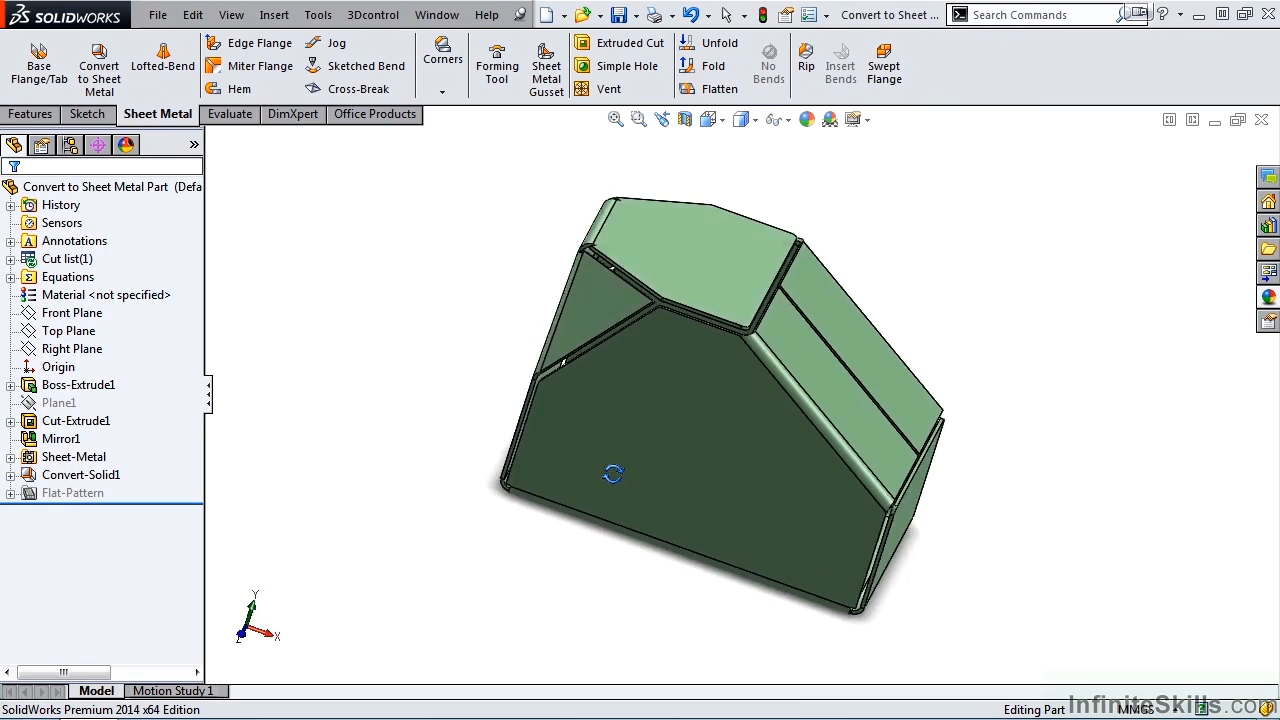 SOLIDWORKS File Edit View Insert Tools 3Dcontrol Window Help Convert to Sheet ... Search Commands
Base Flange/Tab
Convert to Sheet Metal
Lofted-Bend
Edge Flange
Miter Flange
Hem
Jog
Sketched Bend
Cross-Break
Corners
Forming Tool
Sheet Metal Gusset
Extruded Cut
Simple Hole
Vent
Unfold
Fold
Flatten
No Bends
Rip
Insert Bends
Swept Flange
Features Sketch Sheet Metal Evaluate DimXpert Office Products
Convert to Sheet Metal Part (Defa
History
Sensors
Annotations
Cut list(1)
Equations
Material <not specified>
Front Plane
Top Plane
Right Plane
Origin
Boss-Extrude1
Plane1
Cut-Extrude1
Mirror1
Sheet-Metal
Convert-Solid1
Flat-Pattern
Y
X
Z
Model Motion Study 1
SolidWorks Premium 2014 x64 Edition Editing Part MMGS
InfiniteSkills.com